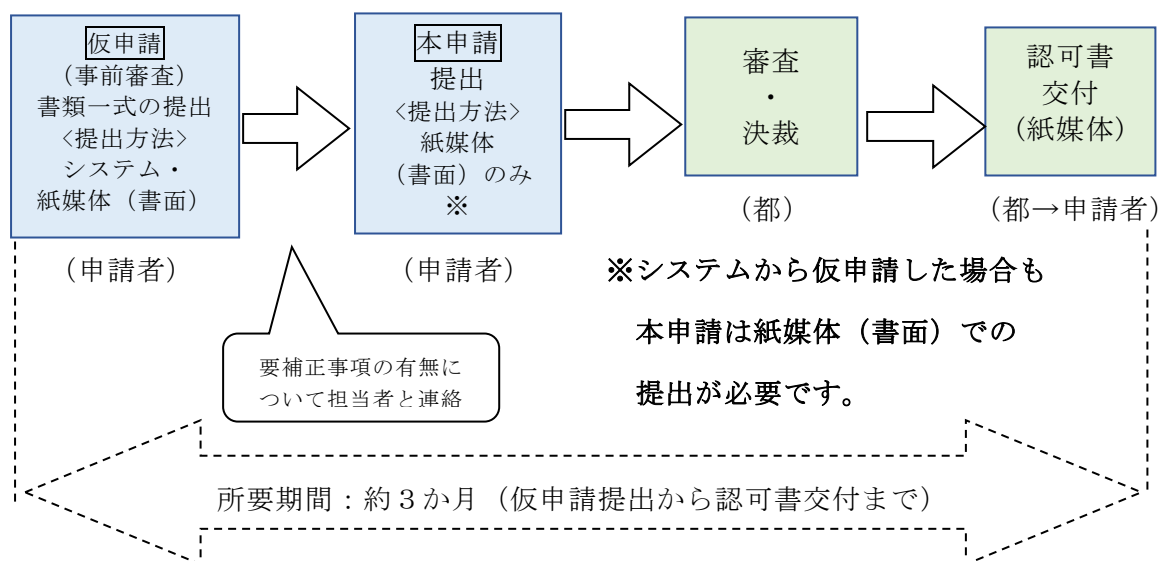 仮申請
（事前審査）
書類一式の提出
<提出方法>
システム・
紙媒体（書面）
（申請者）
本申請
提出
<提出方法>
紙媒体
（書面）のみ
※
（申請者）
審査
・
決裁
（都）
認可書
交付
（紙媒体）
（都→申請者）
要補正事項の有無に
ついて担当者と連絡
※システムから仮申請した場合も
本申請は紙媒体（書面）での
提出が必要です。
所要期間：約３か月（仮申請提出から認可書交付まで）